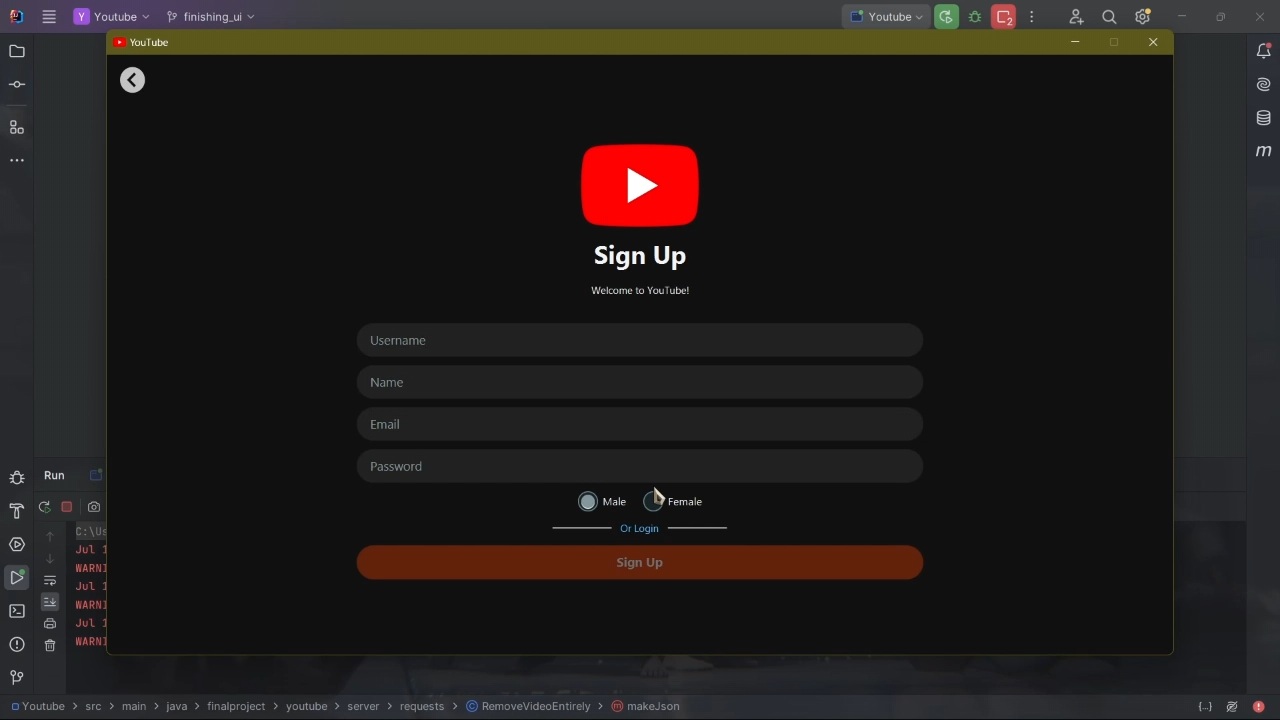 Y Youtube
finishing_ui
Youtube
2
YouTube
Sign Up
Welcome to YouTube!
Username
Name
Email
Password
Male
Female
Or Login
Sign Up
m
Run
C:\Us
Jul 1
WARNI
Jul 1
WARNI
Jul 1
WARNI
Youtube > src > main > java > finalproject > youtube > server > requests > RemoveVideoEntirely > makeJson